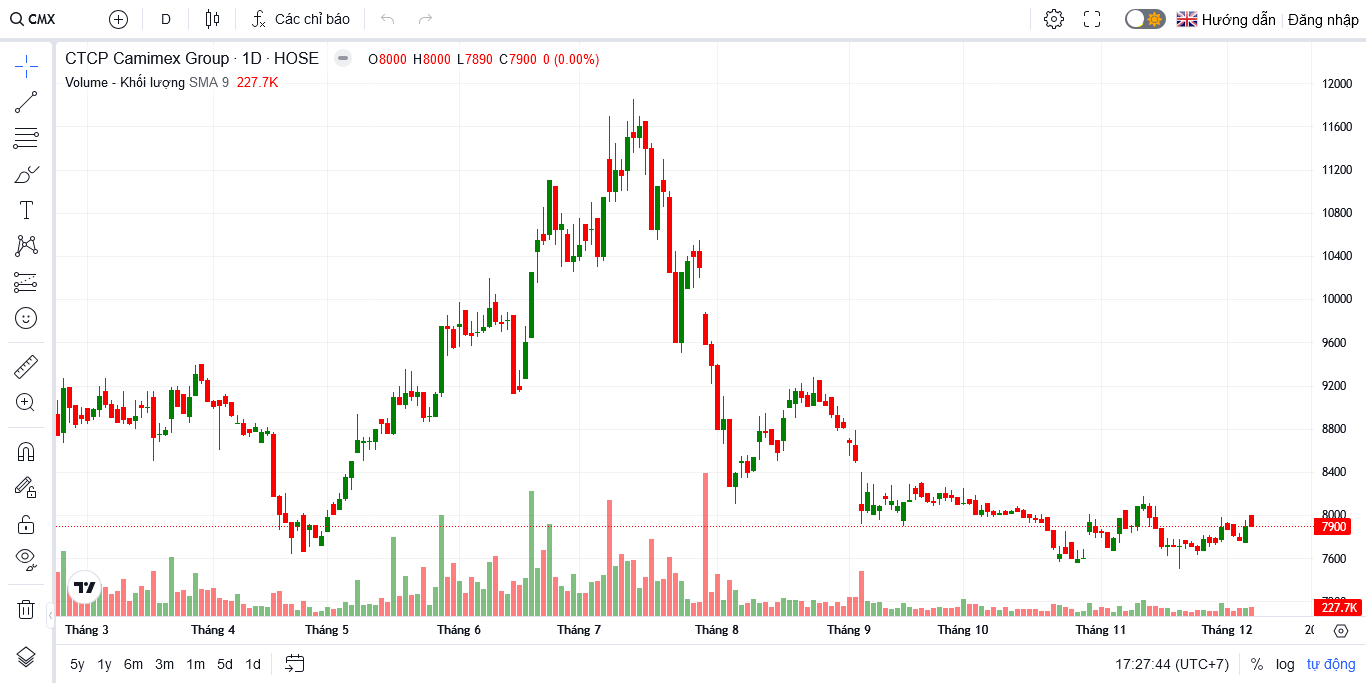 CMX D Các chỉ báo Hướng dẫn Đăng nhập
CTCP Camimex Group · 1D · HOSE O8000 H8000 L7890 C7900 0 (0.00%)
Volume - Khối lượng SMA 9 227.7K
12000
11600
11200
10800
10400
10000
9600
9200
8800
8400
8000
7900
7600
227.7K
Tháng 3 Tháng 4 Tháng 5 Tháng 6 Tháng 7 Tháng 8 Tháng 9 Tháng 10 Tháng 11 Tháng 12
5y 1y 6m 3m 1m 5d 1d 17:27:44 (UTC+7) % log tự động